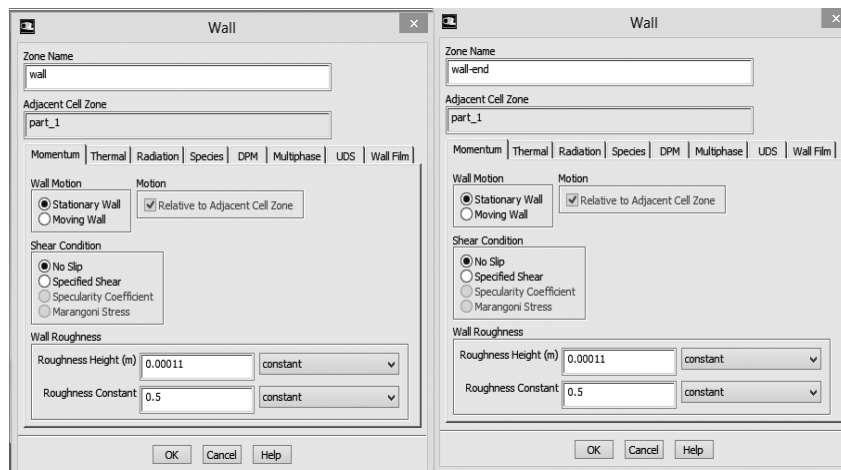 Wall
Zone Name
wall
Adjacent Cell Zone
part_1
Momentum Thermal Radiation Species DPM Multiphase UDS Wall Film
Wall Motion Motion
Stationary Wall Relative to Adjacent Cell Zone
Moving Wall
Shear Condition
No Slip
Specified Shear
Specularity Coefficient
Marangoni Stress
Wall Roughness
Roughness Height (m) 0.00011 constant
Roughness Constant 0.5 constant
OK Cancel Help
Wall
Zone Name
wall-end
Adjacent Cell Zone
part_1
Momentum Thermal Radiation Species DPM Multiphase UDS Wall Film
Wall Motion Motion
Stationary Wall Relative to Adjacent Cell Zone
Moving Wall
Shear Condition
No Slip
Specified Shear
Specularity Coefficient
Marangoni Stress
Wall Roughness
Roughness Height (m) 0.00011 constant
Roughness Constant 0.5 constant
OK Cancel Help